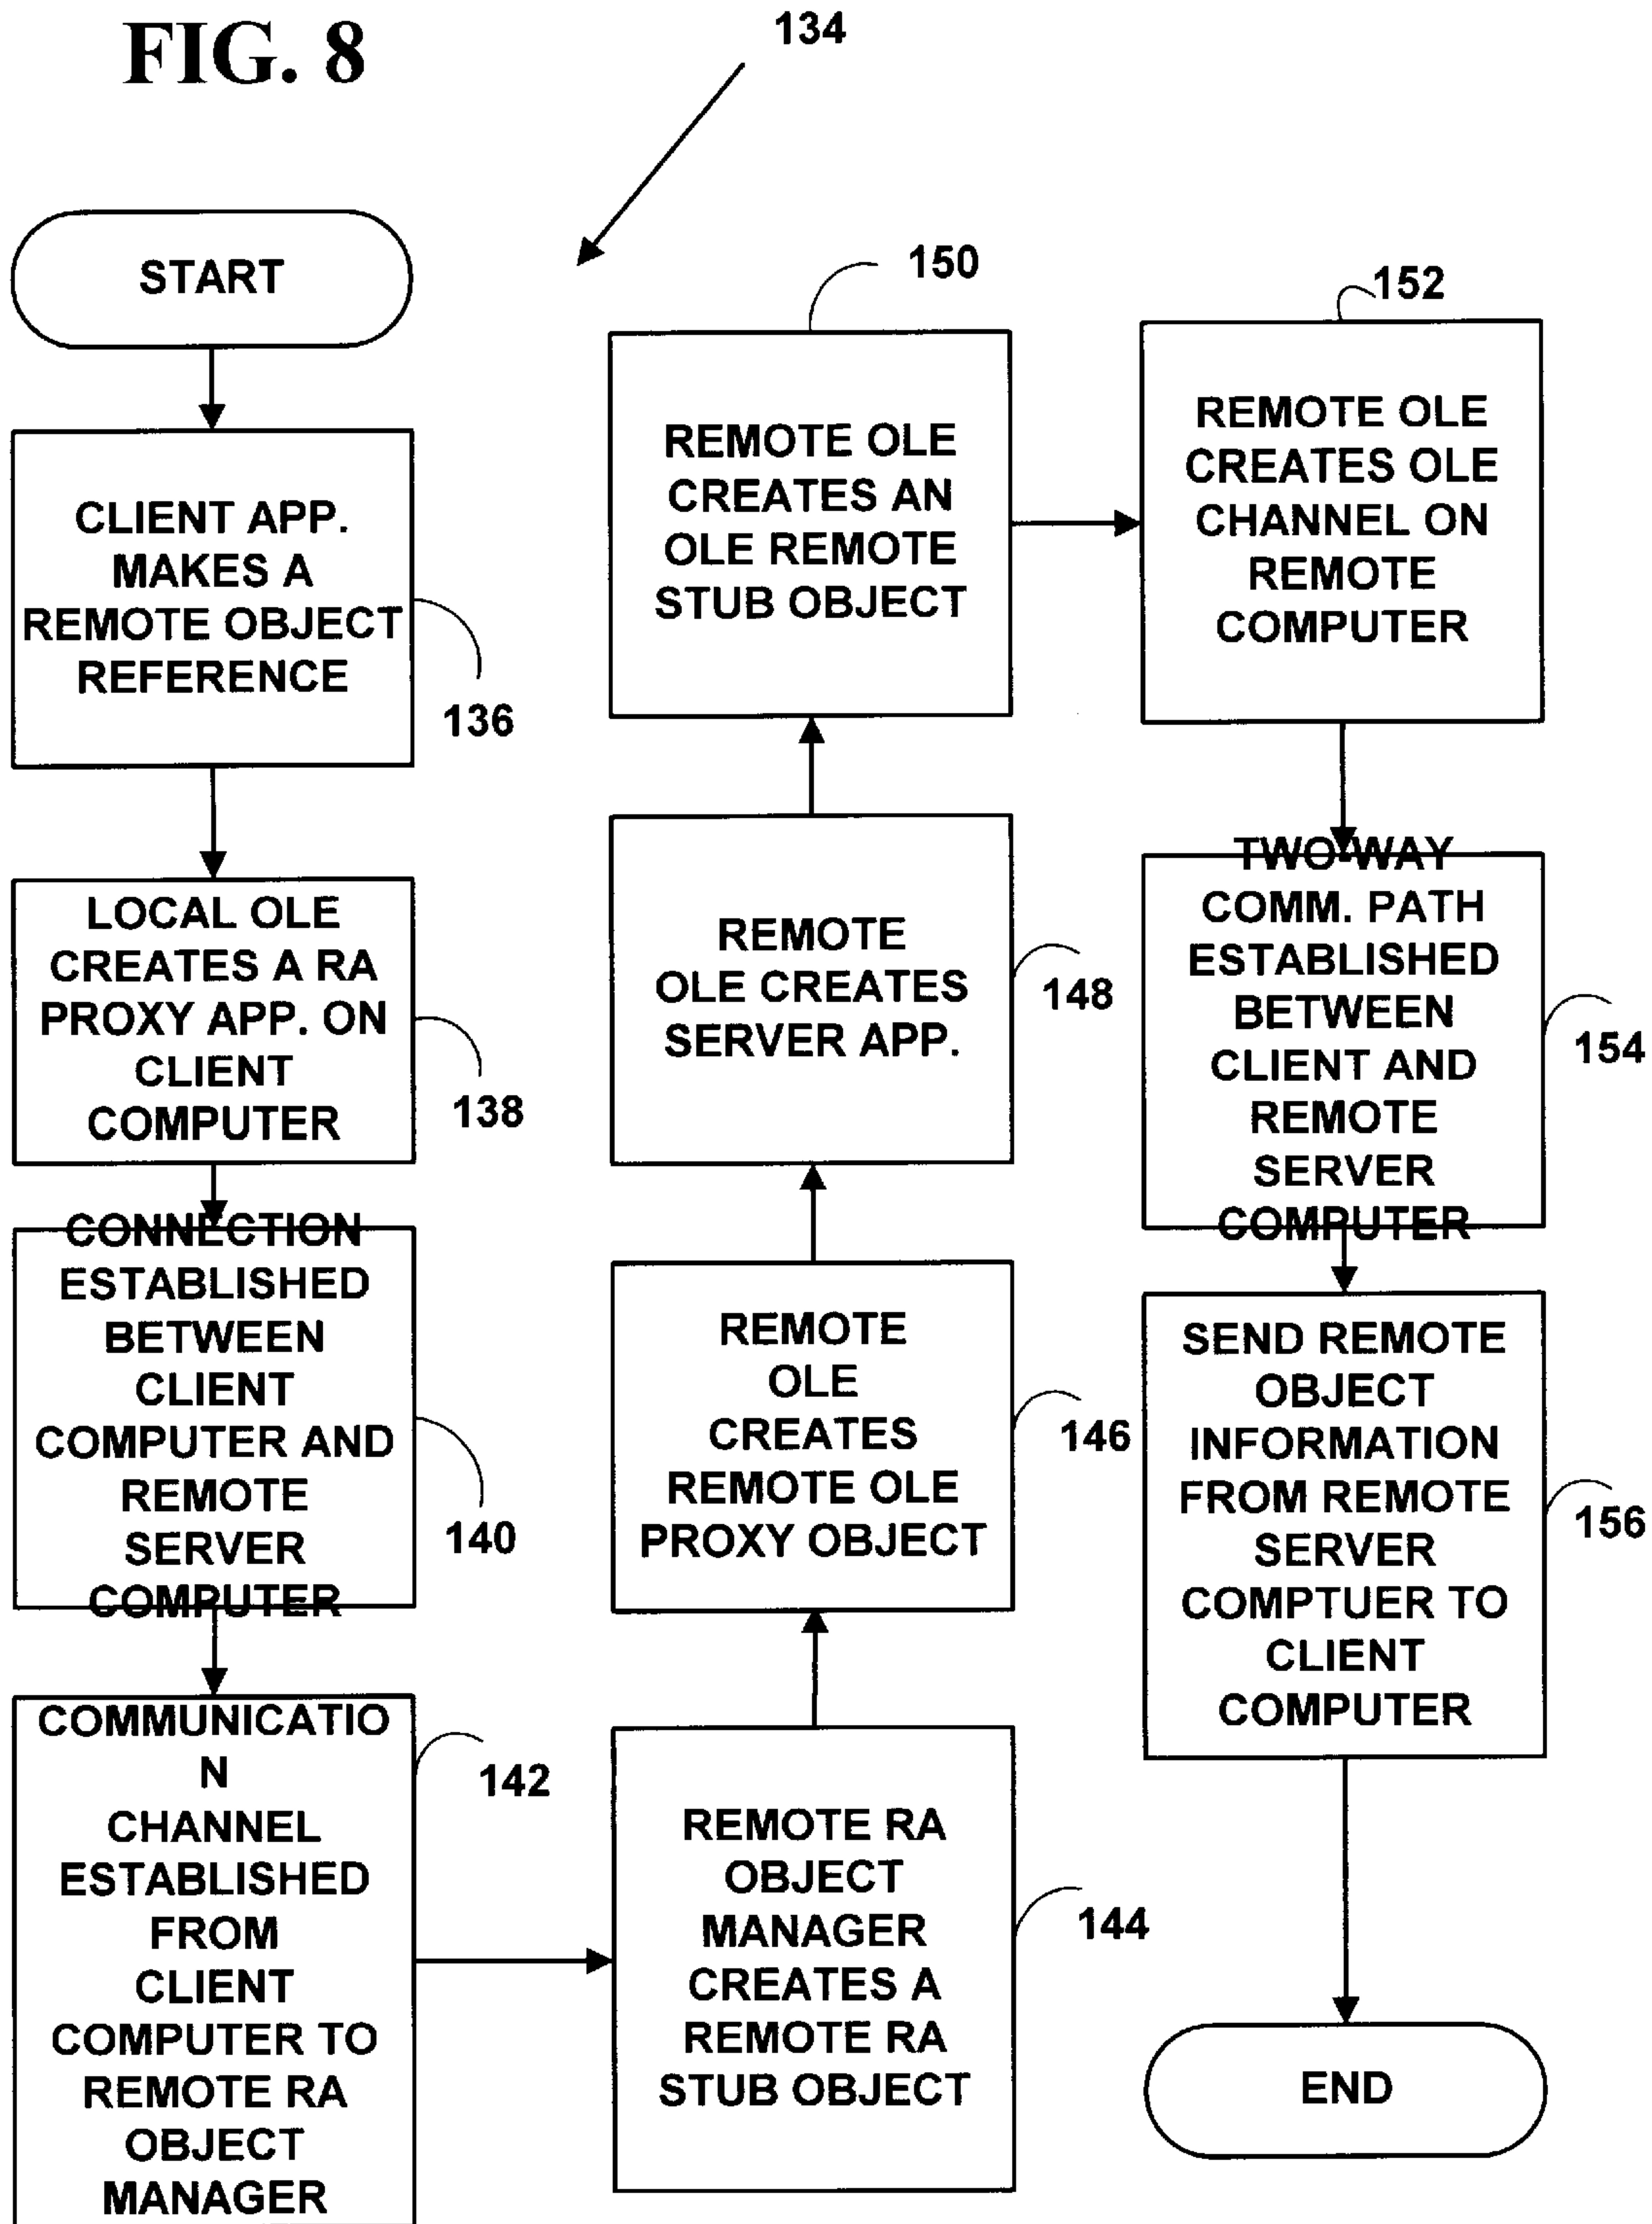 FIG. 8
134
START
CLIENT APP.
MAKES A
REMOTE OBJECT
REFERENCE
136
LOCAL OLE
CREATES A RA
PROXY APP. ON
CLIENT
COMPUTER
138
CONNECTION
ESTABLISHED
BETWEEN
CLIENT
COMPUTER AND
REMOTE
SERVER
COMPUTER
140
COMMUNICATIO
N
CHANNEL
ESTABLISHED
FROM
CLIENT
COMPUTER TO
REMOTE RA
OBJECT
MANAGER
142
REMOTE RA
OBJECT
MANAGER
CREATES A
REMOTE RA
STUB OBJECT
144
REMOTE
OLE
CREATES
REMOTE OLE
PROXY OBJECT
146
REMOTE
OLE CREATES
SERVER APP.
148
REMOTE OLE
CREATES AN
OLE REMOTE
STUB OBJECT
150
REMOTE OLE
CREATES OLE
CHANNEL ON
REMOTE
COMPUTER
152
TWO-WAY
COMM. PATH
ESTABLISHED
BETWEEN
CLIENT AND
REMOTE
SERVER
COMPUTER
154
SEND REMOTE
OBJECT
INFORMATION
FROM REMOTE
SERVER
COMPTUER TO
CLIENT
COMPUTER
156
END